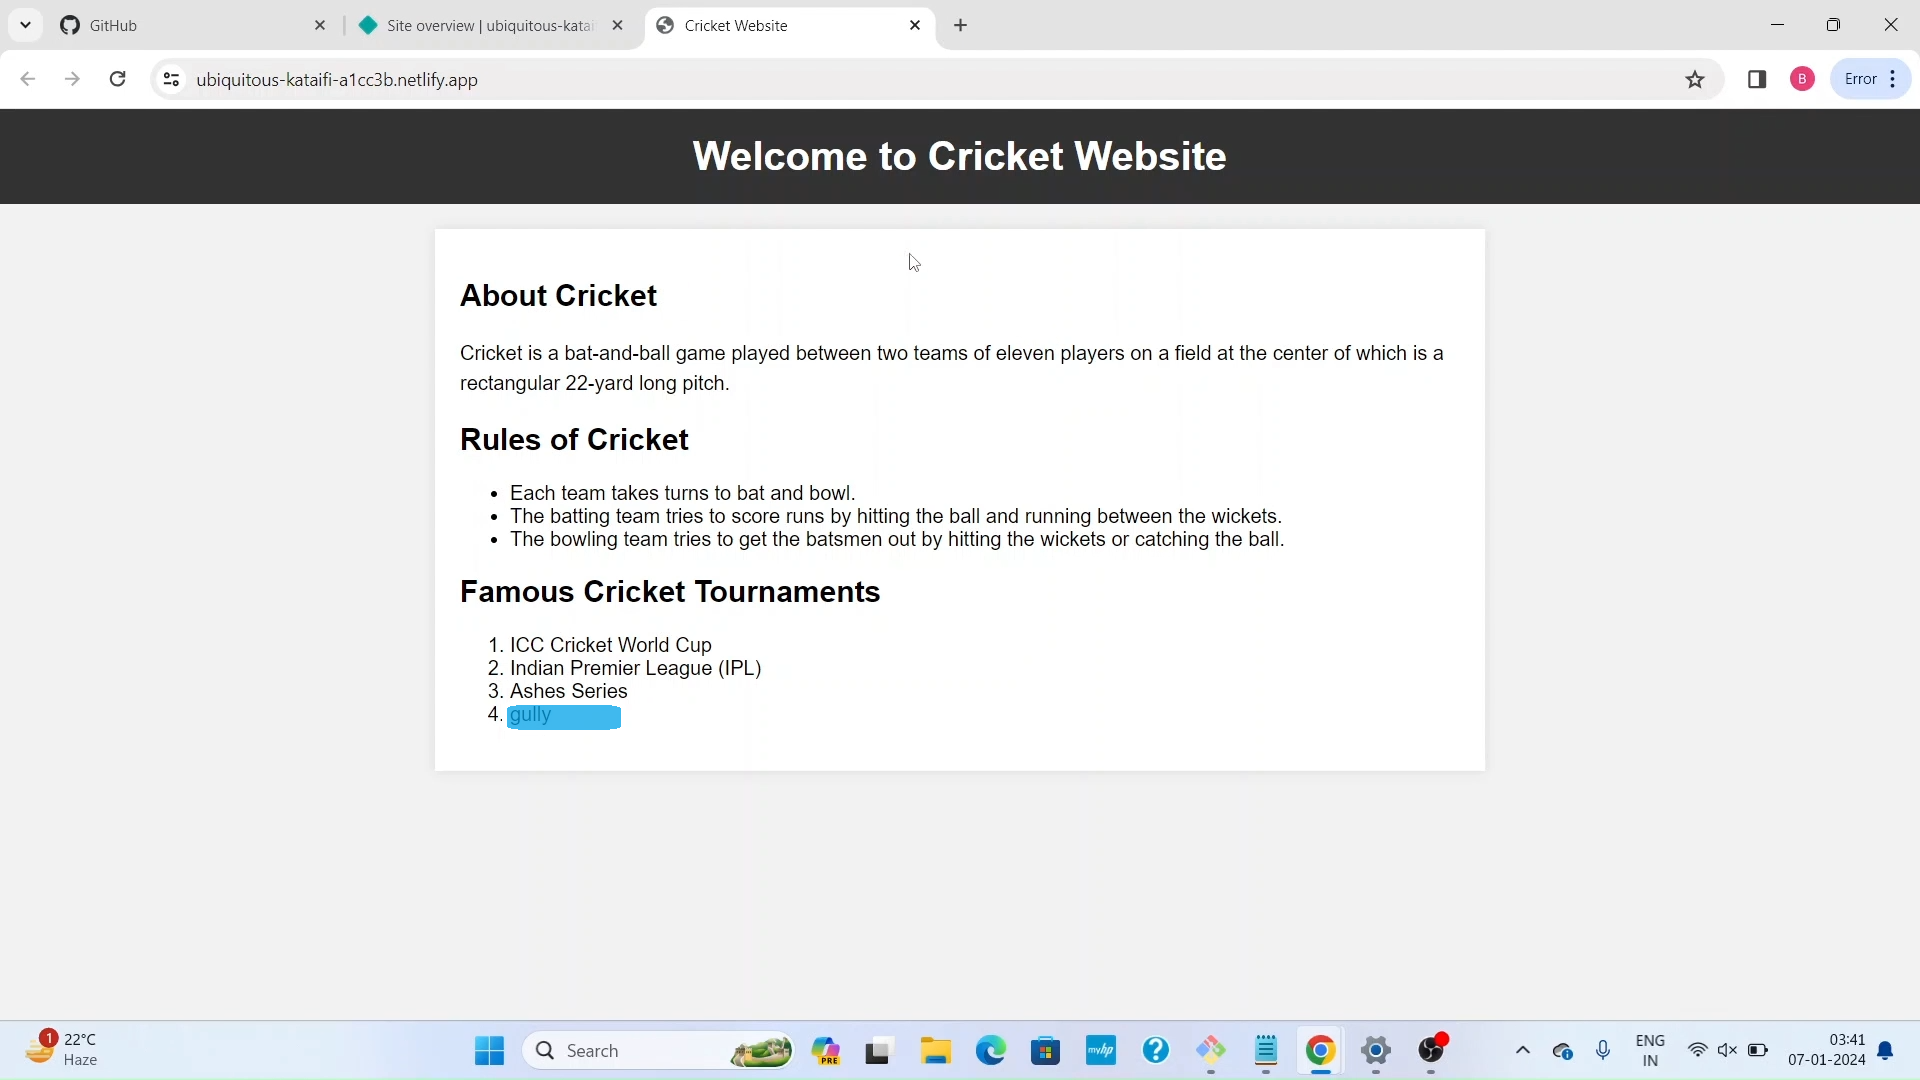 GitHub
Site overview | ubiquitous-katai
Cricket Website
ubiquitous-kataifi-a1cc3b.netlify.app
B
Error
Welcome to Cricket Website
About Cricket
Cricket is a bat-and-ball game played between two teams of eleven players on a field at the center of which is a
rectangular 22-yard long pitch.
Rules of Cricket
• Each team takes turns to bat and bowl.
• The batting team tries to score runs by hitting the ball and running between the wickets.
• The bowling team tries to get the batsmen out by hitting the wickets or catching the ball.
Famous Cricket Tournaments
1. ICC Cricket World Cup
2. Indian Premier League (IPL)
3. Ashes Series
4. gully
1
22°C
Haze
Search
PRE
myhp
ENG
IN
03:41
07-01-2024